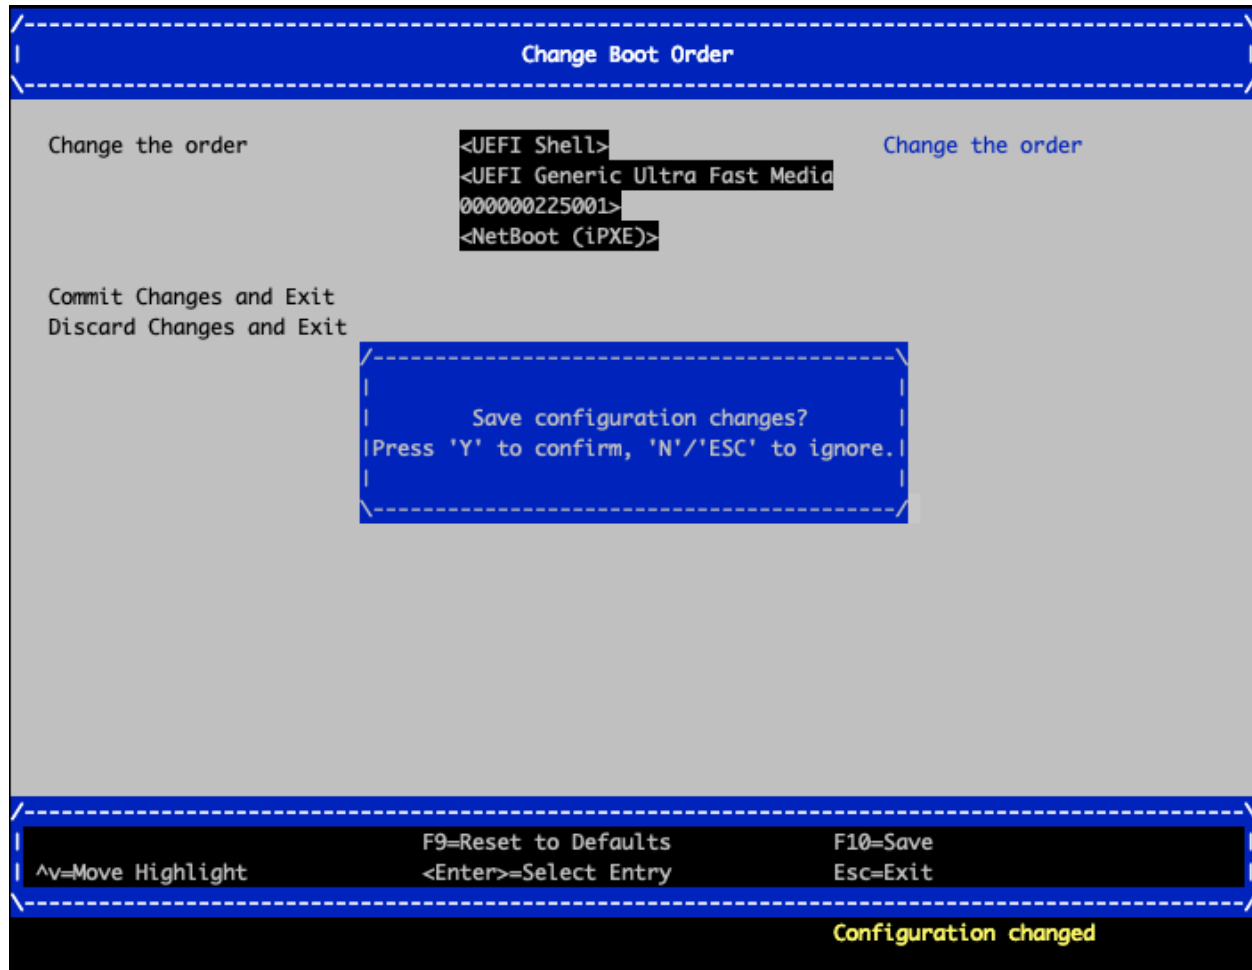 Change Boot Order
Change the order <UEFI Shell> Change the order
<UEFI Generic Ultra Fast Media
000000225001>
<NetBoot (iPXE)>
Commit Changes and Exit
Discard Changes and Exit
Save configuration changes?
Press 'Y' to confirm, 'N'/'ESC' to ignore.
F9=Reset to Defaults F10=Save
^v=Move Highlight <Enter>=Select Entry Esc=Exit
Configuration changed